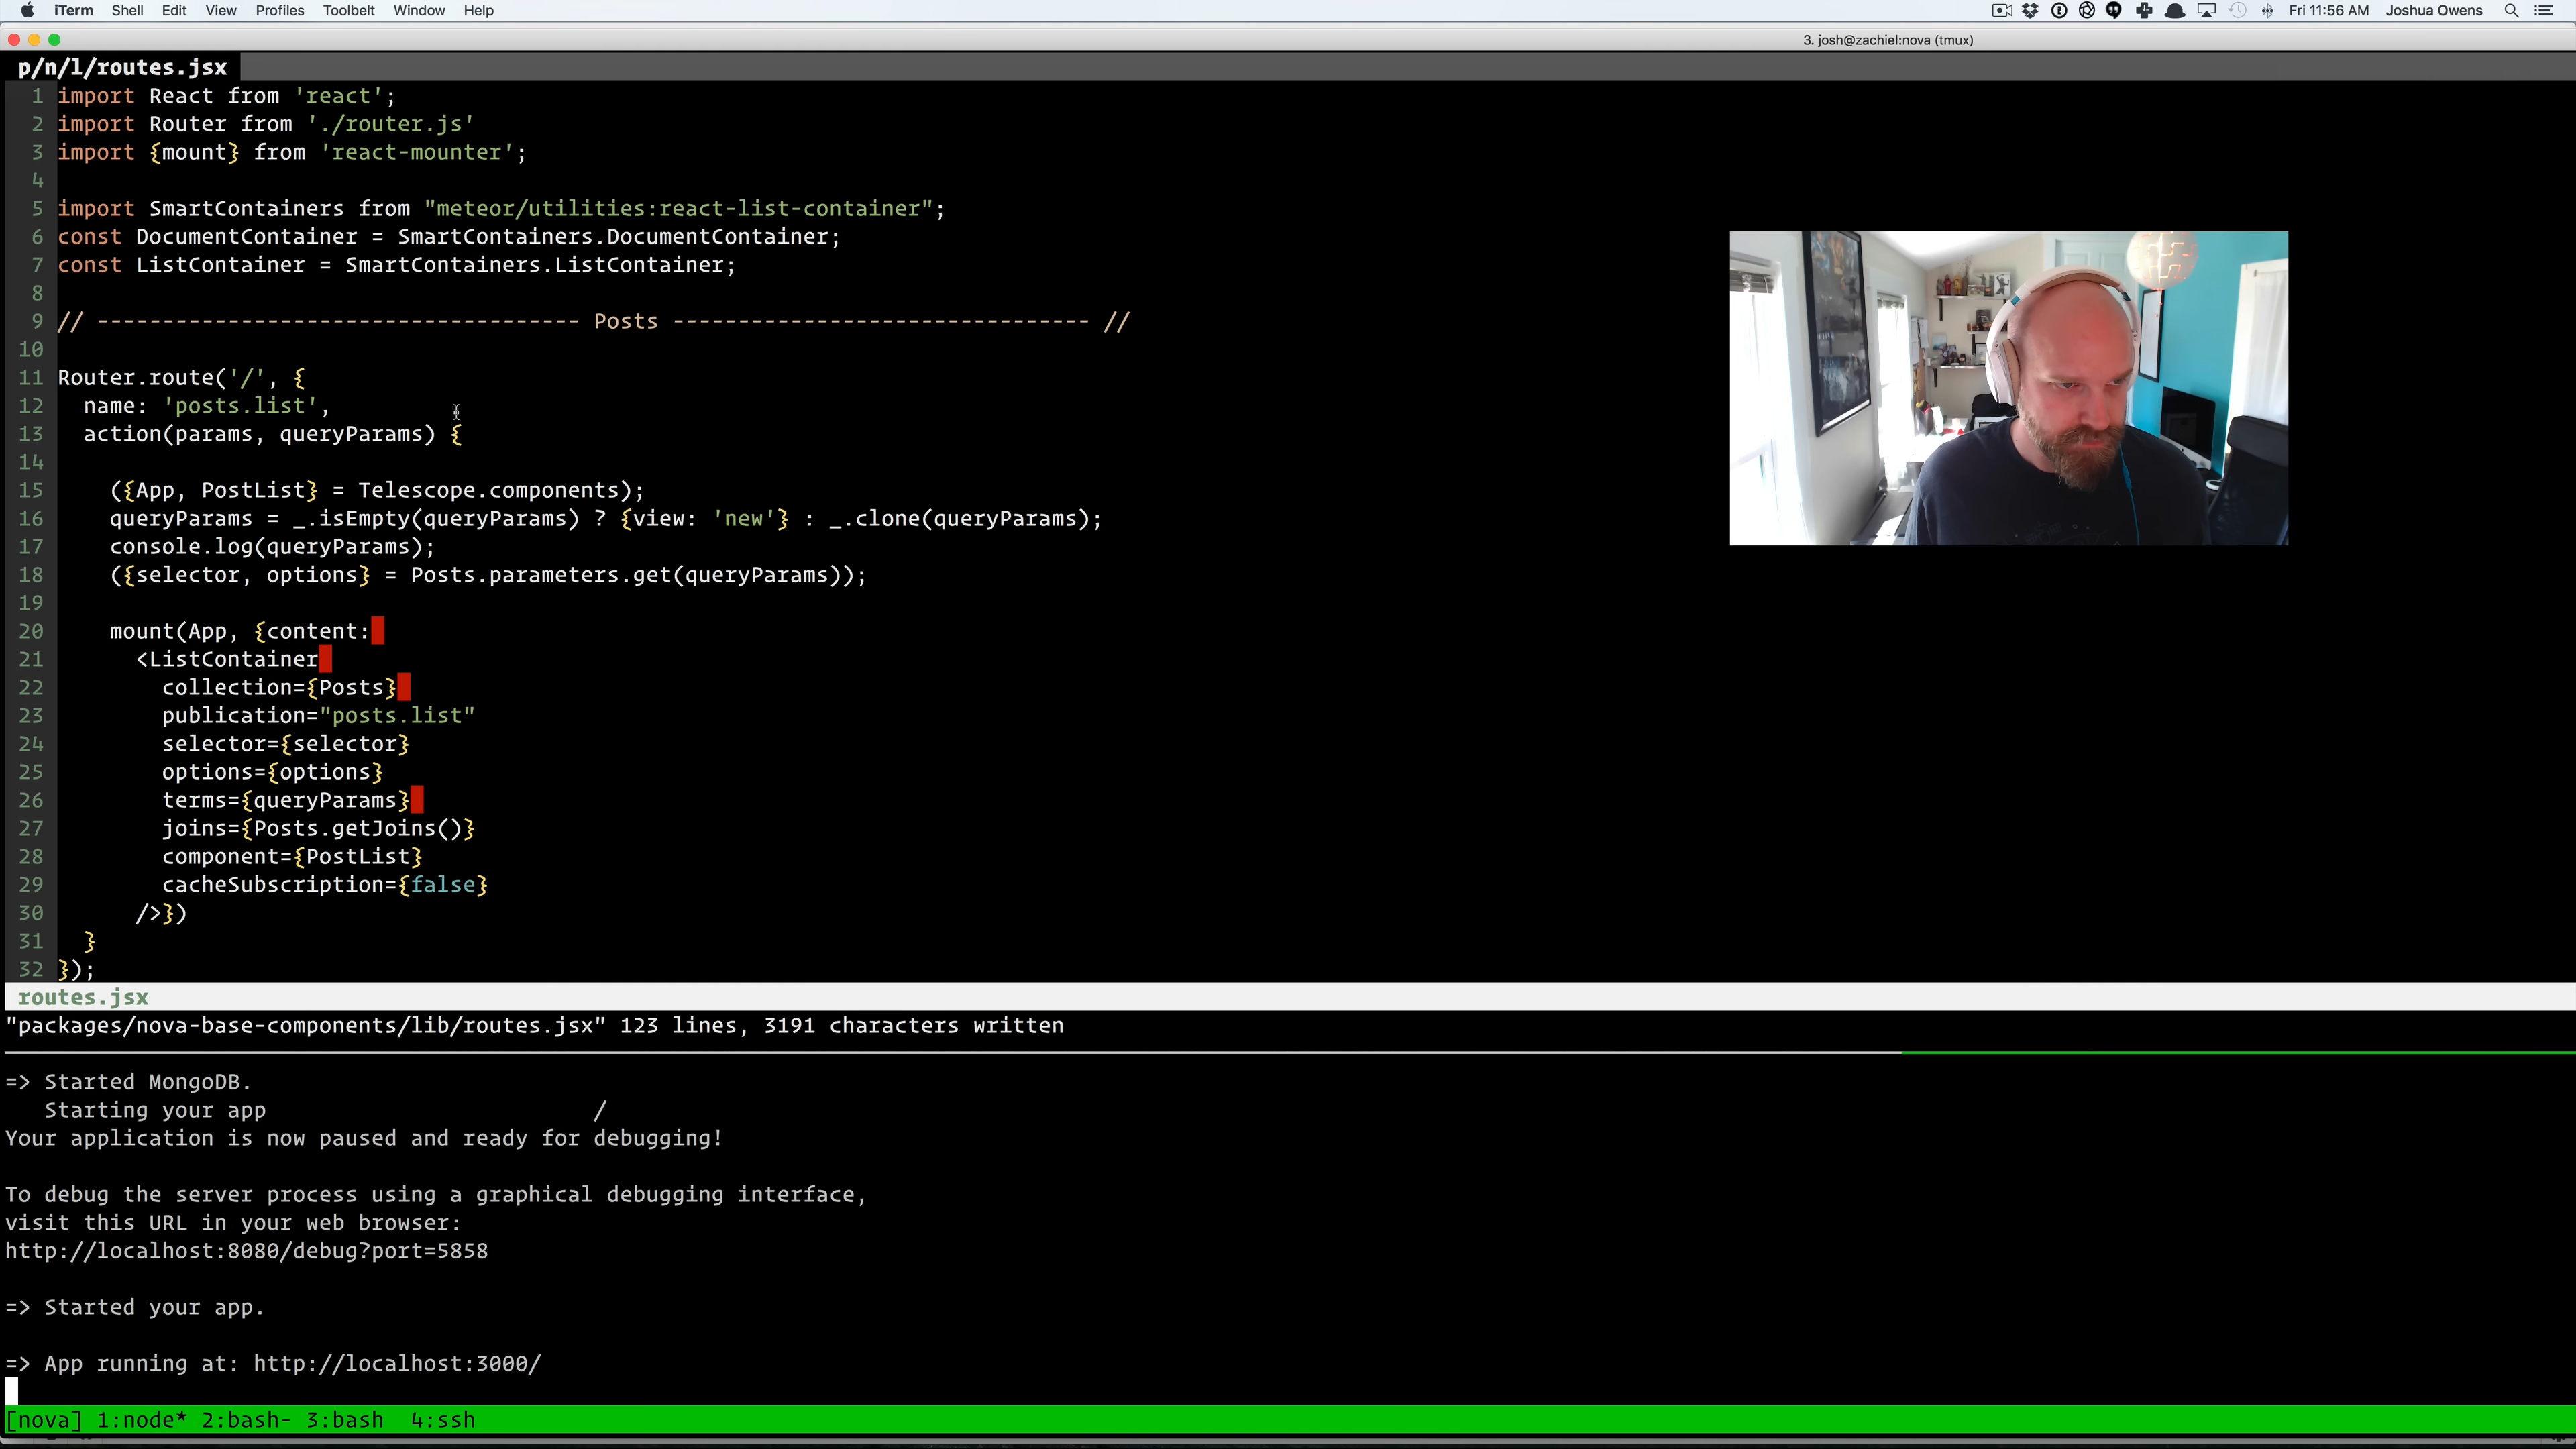 iTerm Shell Edit View Profiles Toolbelt Window Help Fri 11:56 AM Joshua Owens
3. josh@zachiel:nova (tmux)
p/n/l/routes.jsx
1 import React from 'react';
2 import Router from './router.js'
3 import {mount} from 'react-mounter';
4
5 import SmartContainers from "meteor/utilities:react-list-container";
6 const DocumentContainer = SmartContainers.DocumentContainer;
7 const ListContainer = SmartContainers.ListContainer;
8
9 // ------------------------------------- Posts -------------------------------- //
10
11 Router.route('/', {
12   name: 'posts.list',
13   action(params, queryParams) {
14
15     ({App, PostList} = Telescope.components);
16     queryParams = _.isEmpty(queryParams) ? {view: 'new'} : _.clone(queryParams);
17     console.log(queryParams);
18     ({selector, options} = Posts.parameters.get(queryParams));
19
20     mount(App, {content:
21       <ListContainer
22         collection={Posts}
23         publication="posts.list"
24         selector={selector}
25         options={options}
26         terms={queryParams}
27         joins={Posts.getJoins()}
28         component={PostList}
29         cacheSubscription={false}
30       />})
31   }
32 });
routes.jsx
"packages/nova-base-components/lib/routes.jsx" 123 lines, 3191 characters written
=> Started MongoDB.
   Starting your app                         /
Your application is now paused and ready for debugging!
To debug the server process using a graphical debugging interface,
visit this URL in your web browser:
http://localhost:8080/debug?port=5858
=> Started your app.
=> App running at: http://localhost:3000/
[nova] 1:node* 2:bash- 3:bash  4:ssh